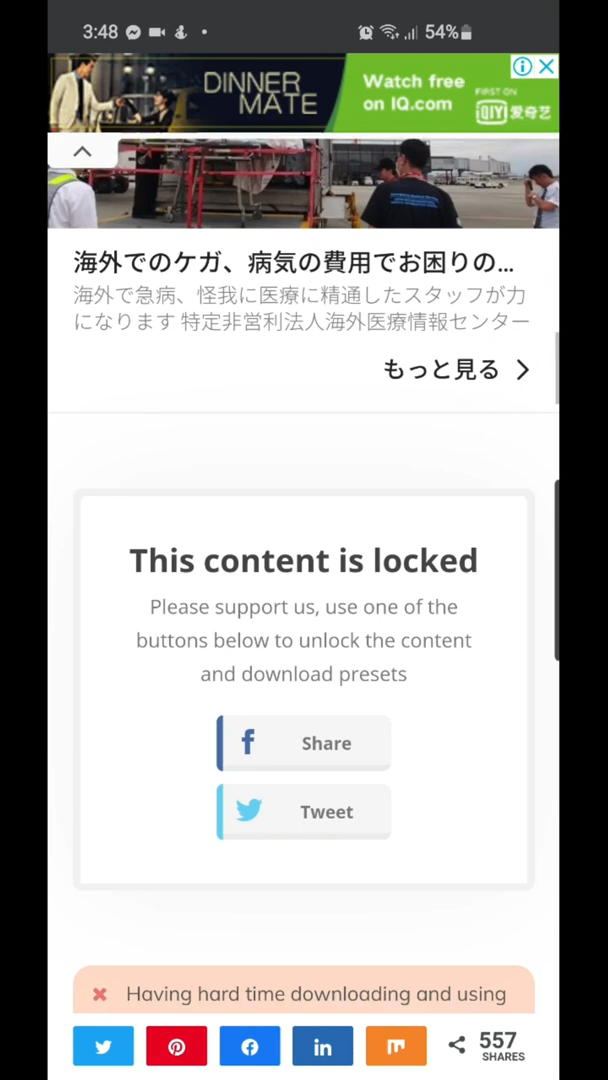 3:48
54%
DINNER
MATE
Watch free
on IQ.com
FIRST ON
iQIYI 爱奇艺
海外でのケガ、病気の費用でお困りの...
海外で急病、怪我に医療に精通したスタッフが力
になります 特定非営利法人海外医療情報センター
もっと見る
This content is locked
Please support us, use one of the
buttons below to unlock the content
and download presets
Share
Tweet
Having hard time downloading and using
557
SHARES